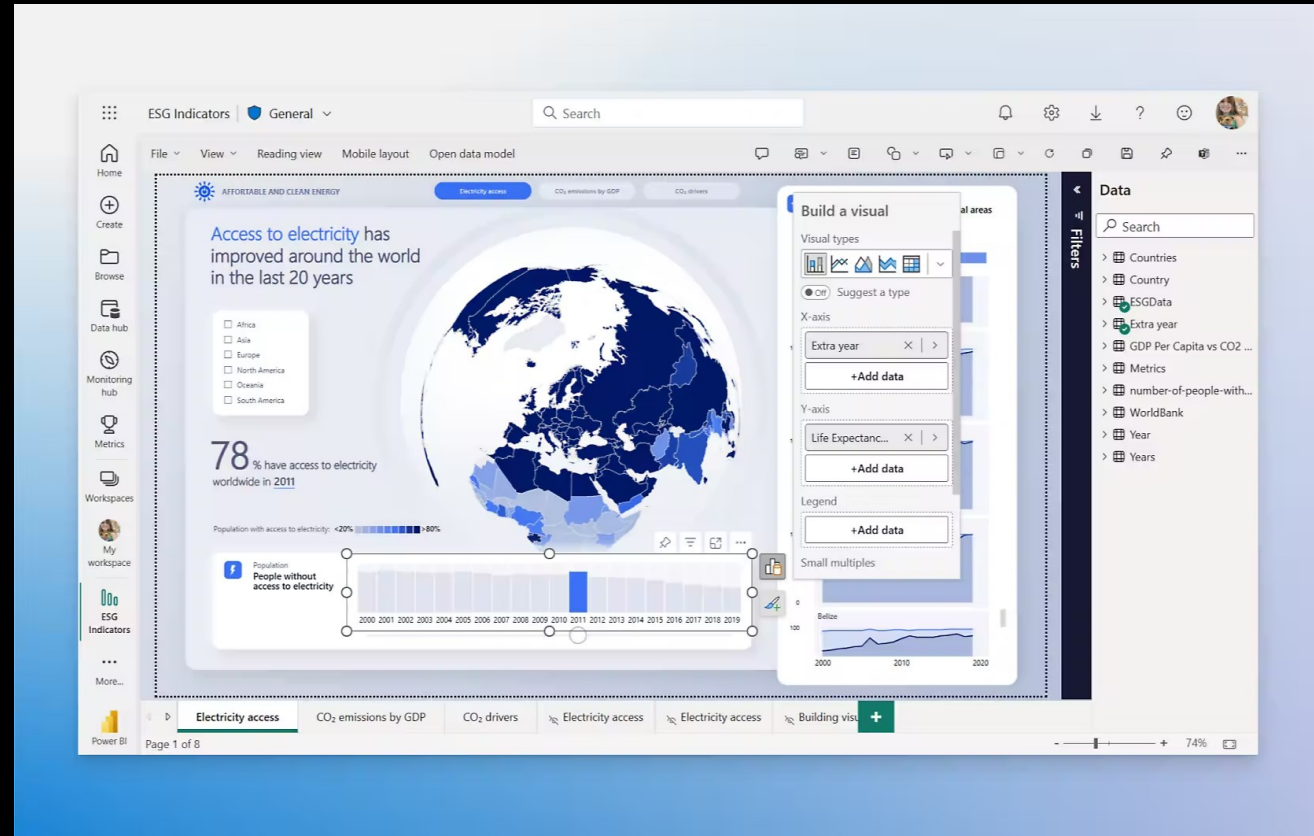 ESG Indicators
General
Search
Home
Create
Browse
Data hub
Monitoring
hub
Metrics
Workspaces
My
workspace
ESG
Indicators
More...
Power BI
File
View
Reading view
Mobile layout
Open data model
AFFORTABLE AND CLEAN ENERGY
Electricity access
CO₂ emissions by GDP
CO₂ drivers
Access to electricity has
improved around the world
in the last 20 years
Africa
Asia
Europe
North America
Oceania
South America
78 % have access to electricity
worldwide in 2011
Population with access to electricity: <20% >80%
Population
People without
access to electricity
2000 2001 2002 2003 2004 2005 2006 2007 2008 2009 2010 2011 2012 2013 2014 2015 2016 2017 2018 2019
al areas
Build a visual
Visual types
Off
Suggest a type
X-axis
Extra year
+Add data
Y-axis
Life Expectanc...
+Add data
Legend
+Add data
Small multiples
0
Belize
100
2000 2010 2020
Filters
Data
Search
Countries
Country
ESGData
Extra year
GDP Per Capita vs CO2 ...
Metrics
number-of-people-with...
WorldBank
Year
Years
Electricity access
CO₂ emissions by GDP
CO₂ drivers
Electricity access
Electricity access
Building visu
+
Page 1 of 8
- + 74%